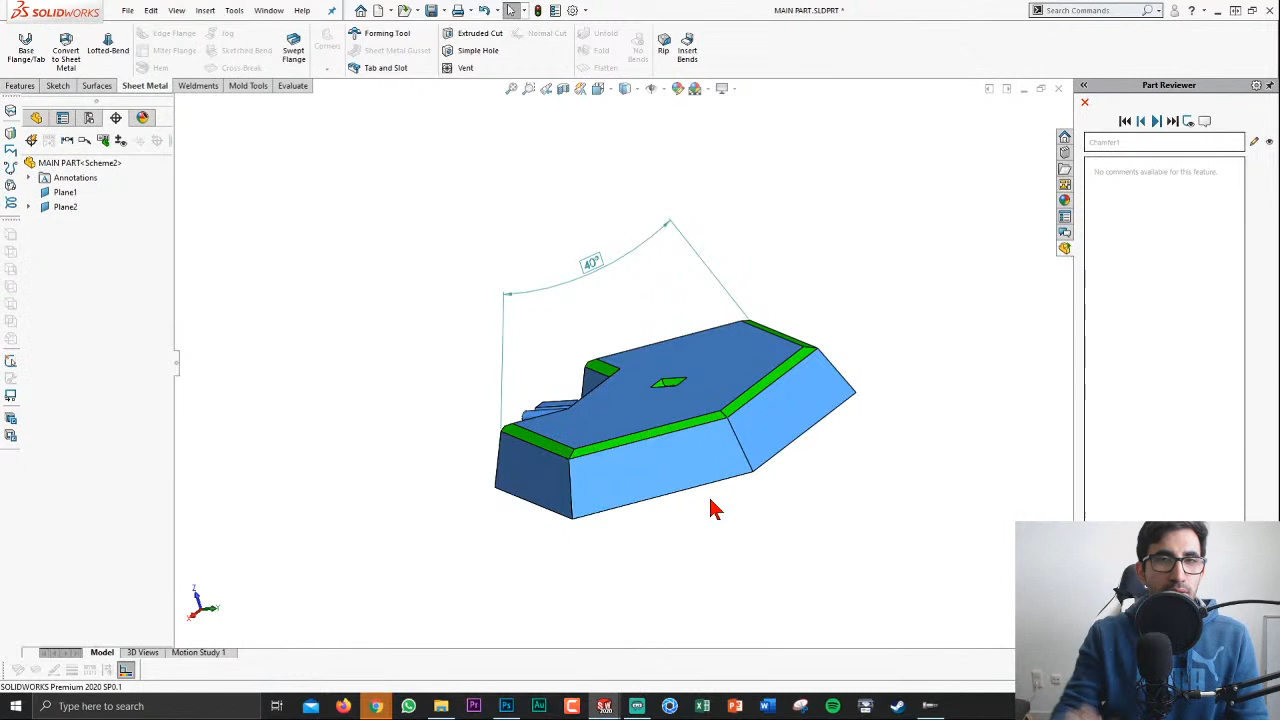 SOLIDWORKS File Edit View Insert Tools Window Help MAIN PART.SLDPRT * Search Commands
Base Flange/Tab
Convert to Sheet Metal
Lofted-Bend
Edge Flange
Miter Flange
Hem
Jog
Sketched Bend
Cross-Break
Swept Flange
Corners
Forming Tool
Sheet Metal Gusset
Tab and Slot
Extruded Cut
Simple Hole
Vent
Normal Cut
Unfold
Fold
Flatten
No Bends
Rip
Insert Bends
Features Sketch Surfaces Sheet Metal Weldments Mold Tools Evaluate
Part Reviewer
Chamfer1
No comments available for this feature.
MAIN PART<Scheme2>
Annotations
Plane1
Plane2
40°
Z
Y
X
Model 3D Views Motion Study 1
SOLIDWORKS Premium 2020 SP0.1
Type here to search